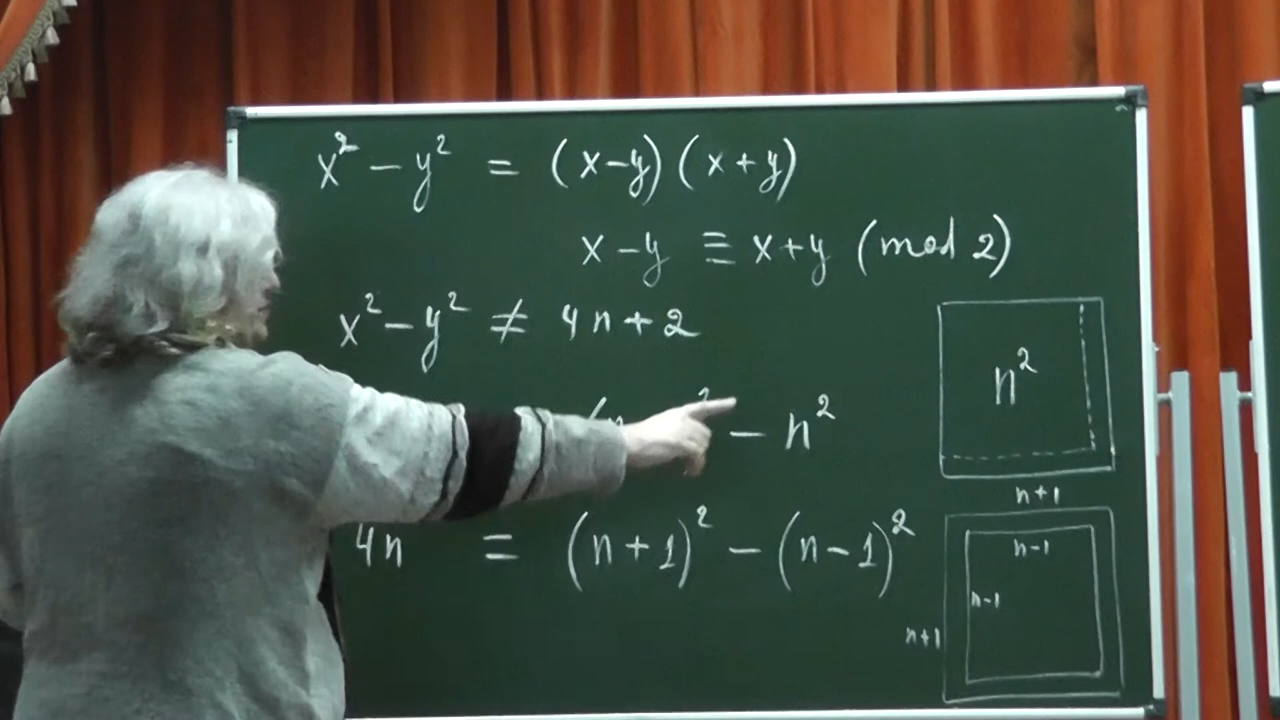 x² − y² = (x−y)(x+y)
x−y ≡ x+y (mod 2)
x² − y² ≠ 4n+2
² − n²
4n = (n+1)² − (n−1)²
n²
n+1
n−1
n−1
n+1